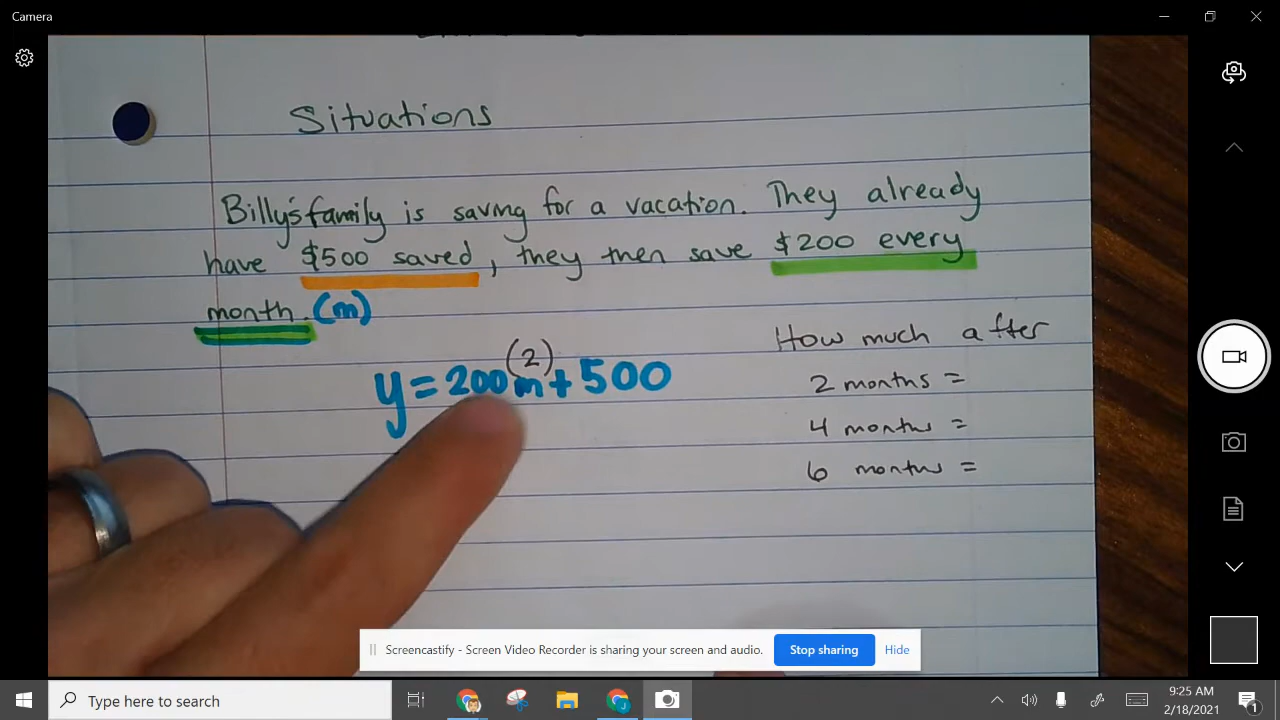 Camera
Situations
Billy's family is saving for a vacation. They already
have $500 saved, they then save $200 every
month. (m)
(2)
y=200m+500
How much after
2 months =
4 months =
6 months =
Screencastify - Screen Video Recorder is sharing your screen and audio.
Stop sharing
Hide
Type here to search
9:25 AM
2/18/2021
1